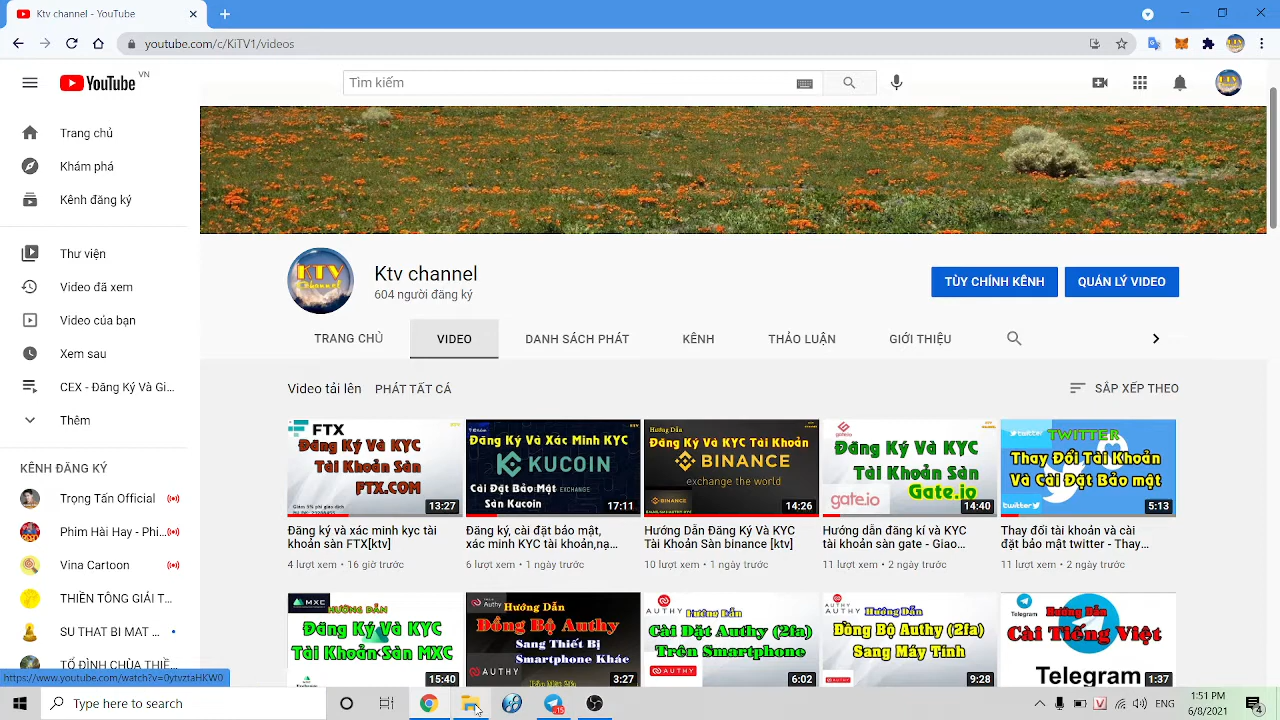 Ktv channel
youtube.com/c/KiTV1/videos
YouTube VN
Tìm kiếm
Trang chủ
Khám phá
Kênh đăng ký
Thư viện
Video đã xem
Video của bạn
Xem sau
CEX - Đăng Ký Và Gi...
Thêm
KÊNH ĐĂNG KÝ
Trọng Tấn Official
Phim Hài Hay - Phi...
Vina Cartoon
THIỀN TÔNG GIẢI T...
SU THAT BI MAT ...
TỔ ĐÌNH CHÙA THIỀ...
KTV
Channel
Ktv channel
604 người đăng ký
TÙY CHỈNH KÊNH
QUẢN LÝ VIDEO
TRANG CHỦ
VIDEO
DANH SÁCH PHÁT
KÊNH
THẢO LUẬN
GIỚI THIỆU
Video tải lên
PHÁT TẤT CẢ
SẮP XẾP THEO
FTX
Đăng Ký Và KYC
Tài Khoản Sàn
FTX.COM
13:27
Đăng ký và xác minh kyc tài
khoản sàn FTX[ktv]
4 lượt xem • 16 giờ trước
Đăng Ký Và Xác Minh KYC
KUCOIN
EXCHANGE
Cài Đặt Bảo Mật
Sàn Kucoin
17:11
Đăng ký, cài đặt bảo mật,
xác minh KYC tài khoản,nạ...
6 lượt xem • 1 ngày trước
Hướng Dẫn
Đăng Ký Và KYC Tài Khoản
BINANCE
exchange the world
BINANCE
14:26
Hướng Dẫn Đăng Ký Và KYC
Tài Khoản Sàn binance [ktv]
10 lượt xem • 1 ngày trước
gate.io
Đăng Ký Và KYC
Tài Khoản Sàn
Gate.io
gate.io
14:40
Hướng dẫn đăng kí và KYC
tài khoản sàn gate - Giao...
11 lượt xem • 2 ngày trước
twitter
TWITTER
Thay Đổi Tài Khoản
Và Cài Đặt Bảo mật
twitter
5:13
Thay đổi tài khoản và cài
đặt bảo mật twitter - Thay...
11 lượt xem • 2 ngày trước
MXC
HƯỚNG DẪN
Đăng Ký Và KYC
Tài Khoản Sàn MXC
15:40
Authy
Hướng Dẫn
Đồng Bộ Authy
Sang Thiết Bị
Smartphone Khác
AUTHY
3:27
AUTHY
Hướng Dẫn
Cài Đặt Authy (2fa)
Trên Smartphone
AUTHY
6:02
AUTHY
Hướng Dẫn
Đồng Bộ Authy (2fa)
Sang Máy Tính
AUTHY
9:28
Telegram
Hướng Dẫn
Cài Tiếng Việt
Telegram
1:37
https://www.youtube.com/watch?v=0ytvztaHKW0
Type here to search
15
ENG
1:51 PM
6/8/2021
4